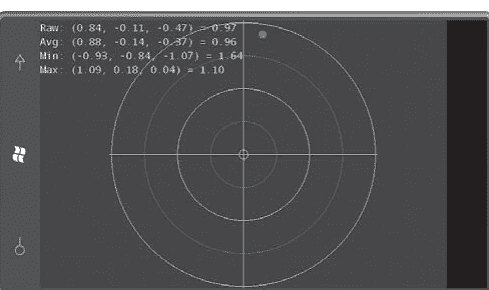 Raw: (0.84, -0.11, -0.47) = 0.97
Avg: (0.88, -0.14, -0.37) = 0.96
Min: (-0.93, -0.84, -1.07) = 1.64
Max: (1.09, 0.18, 0.04) = 1.10